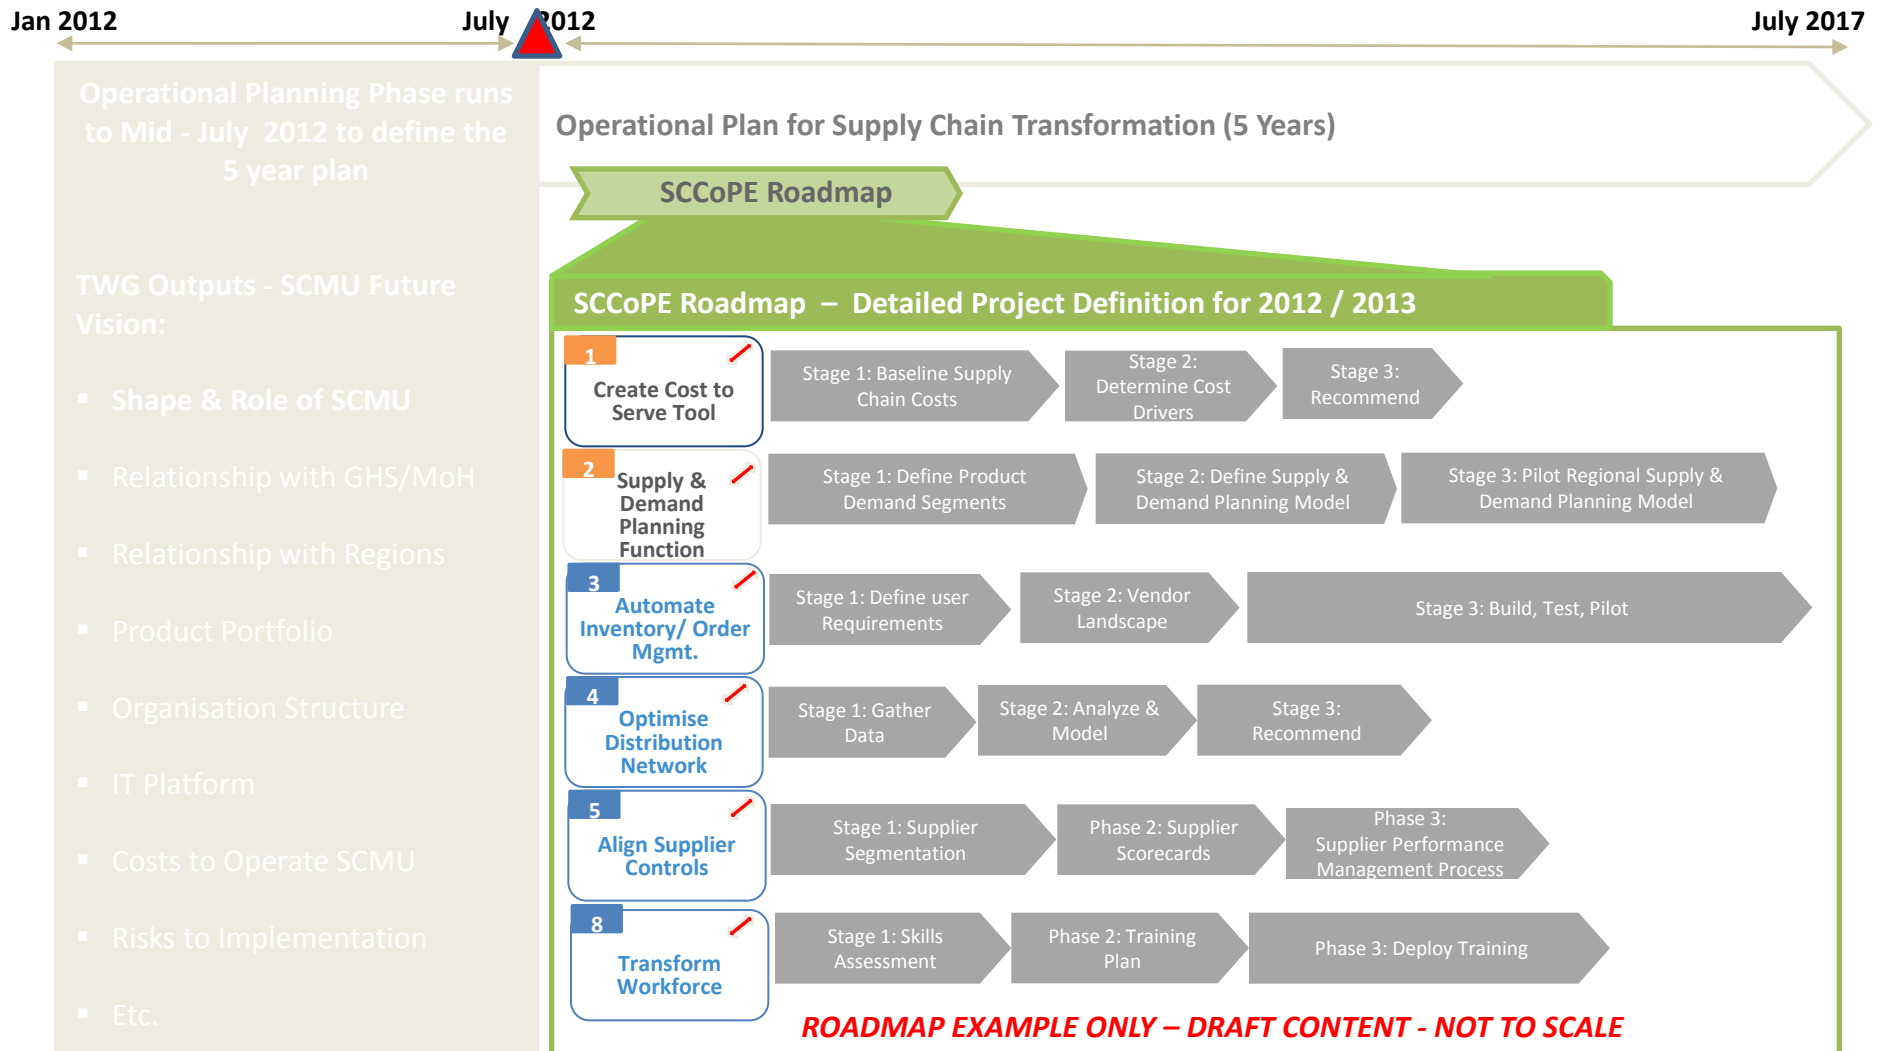 Jan 2012
July 2012
July 2017
Operational Planning Phase runs
to Mid - July 2012 to define the
5 year plan
TWG Outputs - SCMU Future
Vision:
▪ Shape & Role of SCMU
▪ Relationship with GHS/MoH
▪ Relationship with Regions
▪ Product Portfolio
▪ Organisation Structure
▪ IT Platform
▪ Costs to Operate SCMU
▪ Risks to Implementation
▪ Etc.
Operational Plan for Supply Chain Transformation (5 Years)
SCCoPE Roadmap
SCCoPE Roadmap – Detailed Project Definition for 2012 / 2013
1
Create Cost to
Serve Tool
Stage 1: Baseline Supply
Chain Costs
Stage 2:
Determine Cost
Drivers
Stage 3:
Recommend
2
Supply &
Demand
Planning
Function
Stage 1: Define Product
Demand Segments
Stage 2: Define Supply &
Demand Planning Model
Stage 3: Pilot Regional Supply &
Demand Planning Model
3
Automate
Inventory/ Order
Mgmt.
Stage 1: Define user
Requirements
Stage 2: Vendor
Landscape
Stage 3: Build, Test, Pilot
4
Optimise
Distribution
Network
Stage 1: Gather
Data
Stage 2: Analyze &
Model
Stage 3:
Recommend
5
Align Supplier
Controls
Stage 1: Supplier
Segmentation
Phase 2: Supplier
Scorecards
Phase 3:
Supplier Performance
Management Process
8
Transform
Workforce
Stage 1: Skills
Assessment
Phase 2: Training
Plan
Phase 3: Deploy Training
ROADMAP EXAMPLE ONLY – DRAFT CONTENT - NOT TO SCALE